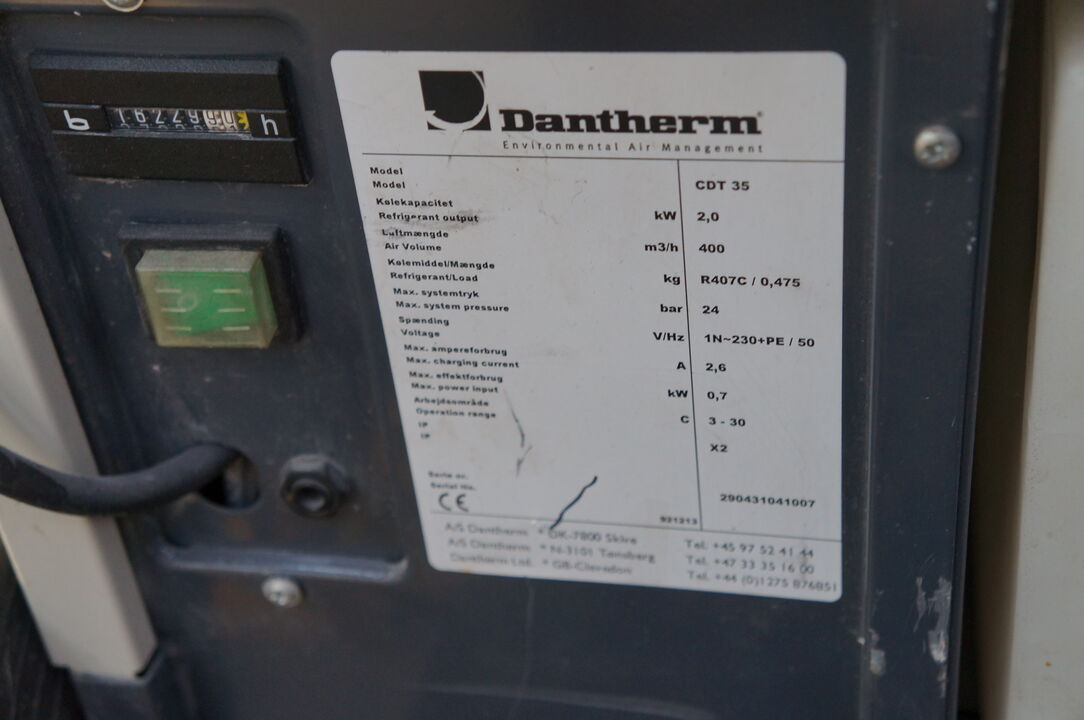 h
Dantherm®
Environmental Air Management
Model
Model CDT 35
Kølekapacitet
Refrigerant output kW 2,0
Luftmængde
Air Volume m3/h 400
Kølemiddel/Mængde
Refrigerant/Load kg R407C / 0,475
Max. systemtryk
Max. system pressure bar 24
Spænding
Voltage V/Hz 1N~230+PE / 50
Max. ampereforbrug
Max. charging current A 2,6
Max. effektforbrug
Max. power input kW 0,7
Arbejdsområde
Operation range C 3 - 30
IP
IP X2
Serie nr.
Serial No. 290431041007
CE 921213
A/S Dantherm * DK-7800 Skive Tel. +45 97 52 41 44
A/S Dantherm * N-3101 Tønsberg Tel. +47 33 35 16 00
Dantherm Ltd. * GB-Clevedon Tel. +44 (0)1275 876851